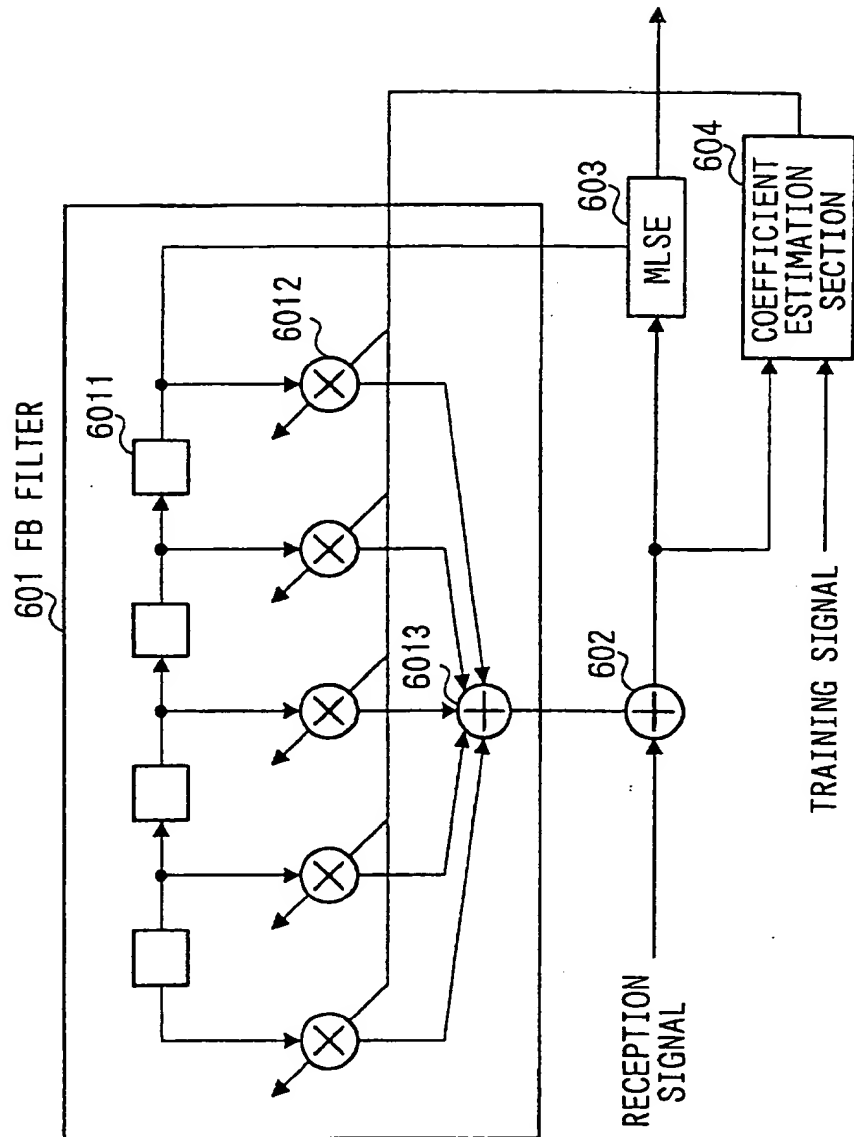 601 FB FILTER
6011
6012
6013
602
603
MLSE
604
COEFFICIENT
ESTIMATION
SECTION
RECEPTION
SIGNAL
TRAINING SIGNAL